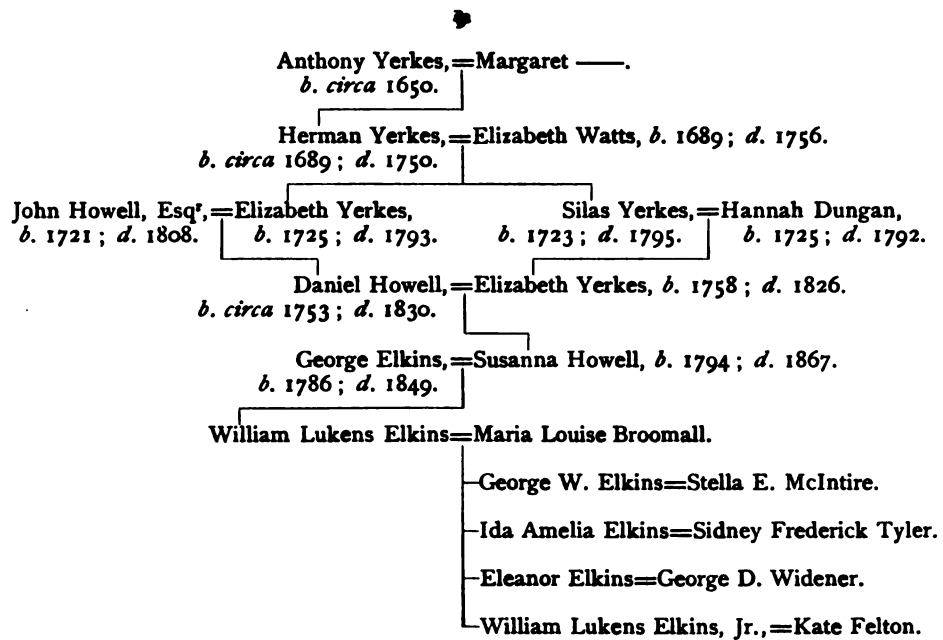 Anthony Yerkes,=Margaret ——.
b. circa 1650.
Herman Yerkes,=Elizabeth Watts, b. 1689; d. 1756.
b. circa 1689; d. 1750.
John Howell, Esqʳ,=Elizabeth Yerkes, Silas Yerkes,=Hannah Dungan,
b. 1721; d. 1808. b. 1725; d. 1793. b. 1723; d. 1795. b. 1725; d. 1792.
Daniel Howell,=Elizabeth Yerkes, b. 1758; d. 1826.
b. circa 1753; d. 1830.
George Elkins,=Susanna Howell, b. 1794; d. 1867.
b. 1786; d. 1849.
William Lukens Elkins=Maria Louise Broomall.
George W. Elkins=Stella E. McIntire.
Ida Amelia Elkins=Sidney Frederick Tyler.
Eleanor Elkins=George D. Widener.
William Lukens Elkins, Jr.,=Kate Felton.